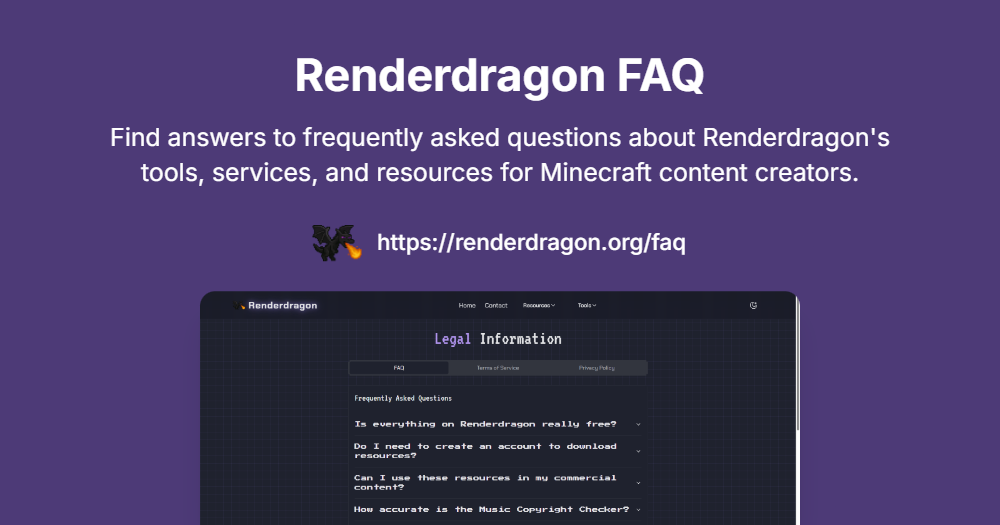 Renderdragon FAQ
Find answers to frequently asked questions about Renderdragon's
tools, services, and resources for Minecraft content creators.
https://renderdragon.org/faq
Renderdragon Home Contact Resources Tools
Legal Information
FAQ Terms of Service Privacy Policy
Frequently Asked Questions
Is everything on Renderdragon really free?
Do I need to create an account to download
resources?
Can I use these resources in my commercial
content?
How accurate is the Music Copyright Checker?